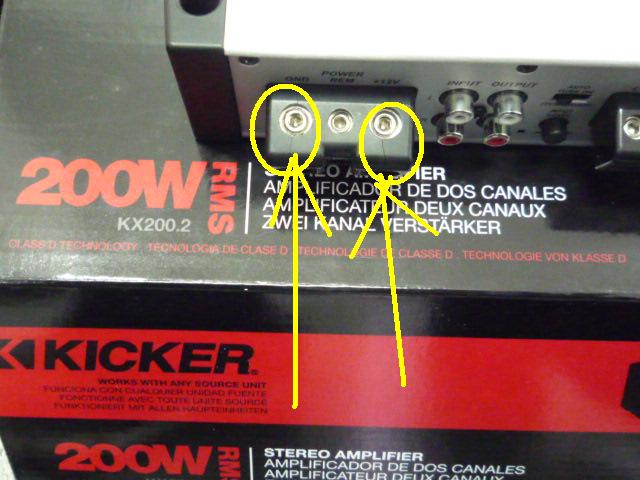 POWER
GND REM +12V
INPUT OUTPUT
AUTO
200W RMS
KX200.2
AMPLIFIER
AMPLIFICADOR DE DOS CANALES
AMPLIFICATEUR DEUX CANAUX
ZWEI KANAL VERSTÄRKER
CLASS D TECHNOLOGY . TECNOLOGIA DE CLASE D . TECHNOLOGIE DE CLASSE D . TECHNOLOGIE VON KLASSE D
KICKER
WORKS WITH ANY SOURCE UNIT
FUNCIONA CON CUALQUIER UNIDAD FUENTE
FONCTIONNE AVEC TOUTE UNITE SOURCE
FUNKTIONIERT MIT ALLEN HAUPTEINHEITEN
200W RMS
STEREO AMPLIFIER
AMPLIFICADOR DE DOS CANALES
AMPLIFICATEUR DEUX CANAUX